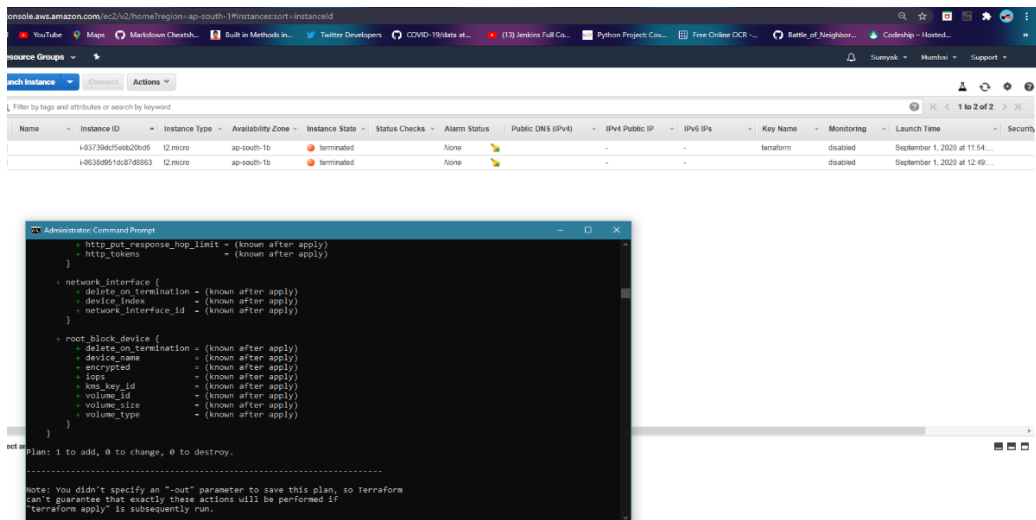 console.aws.amazon.com/ec2/v2/home?region=ap-south-1#Instances:sort=instanceId
YouTube Maps Markdown Cheatsh... Built in Methods in... Twitter Developers COVID-19/data at... (13) Jenkins Full Co... Python Project: Cov... Free Online OCR -... Battle_of_Neighbor... Codeship – Hosted... »
esource Groups Sumyak Mumbai Support
unch Instance Connect Actions
Filter by tags and attributes or search by keyword 1 to 2 of 2
Name Instance ID Instance Type Availability Zone Instance State Status Checks Alarm Status Public DNS (IPv4) IPv4 Public IP IPv6 IPs Key Name Monitoring Launch Time Security
i-03739dcf5ebb20bd6 t2.micro ap-south-1b terminated None - - terraform disabled September 1, 2020 at 11:54:...
i-0638d951dc87d8863 t2.micro ap-south-1b terminated None - - disabled September 1, 2020 at 12:49:...
Administrator: Command Prompt
+ http_put_response_hop_limit = (known after apply)
+ http_tokens = (known after apply)
}
+ network_interface {
+ delete_on_termination = (known after apply)
+ device_index = (known after apply)
+ network_interface_id = (known after apply)
}
+ root_block_device {
+ delete_on_termination = (known after apply)
+ device_name = (known after apply)
+ encrypted = (known after apply)
+ iops = (known after apply)
+ kms_key_id = (known after apply)
+ volume_id = (known after apply)
+ volume_size = (known after apply)
+ volume_type = (known after apply)
}
}
ect an
Plan: 1 to add, 0 to change, 0 to destroy.
------------------------------------------------------------------------
Note: You didn't specify an "-out" parameter to save this plan, so Terraform
can't guarantee that exactly these actions will be performed if
"terraform apply" is subsequently run.